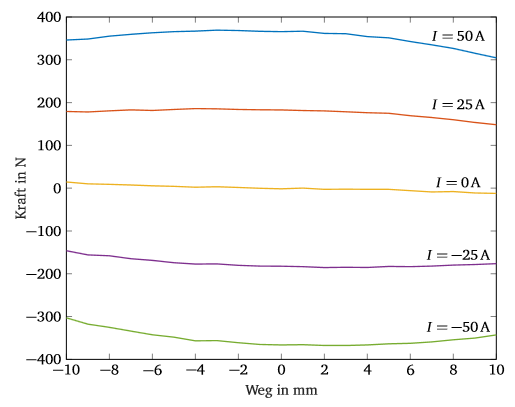 400
300
200
100
0
−100
−200
−300
−400
Kraft in N
I = 50 A
I = 25 A
I = 0 A
I = −25 A
I = −50 A
−10 −8 −6 −4 −2 0 2 4 6 8 10
Weg in mm